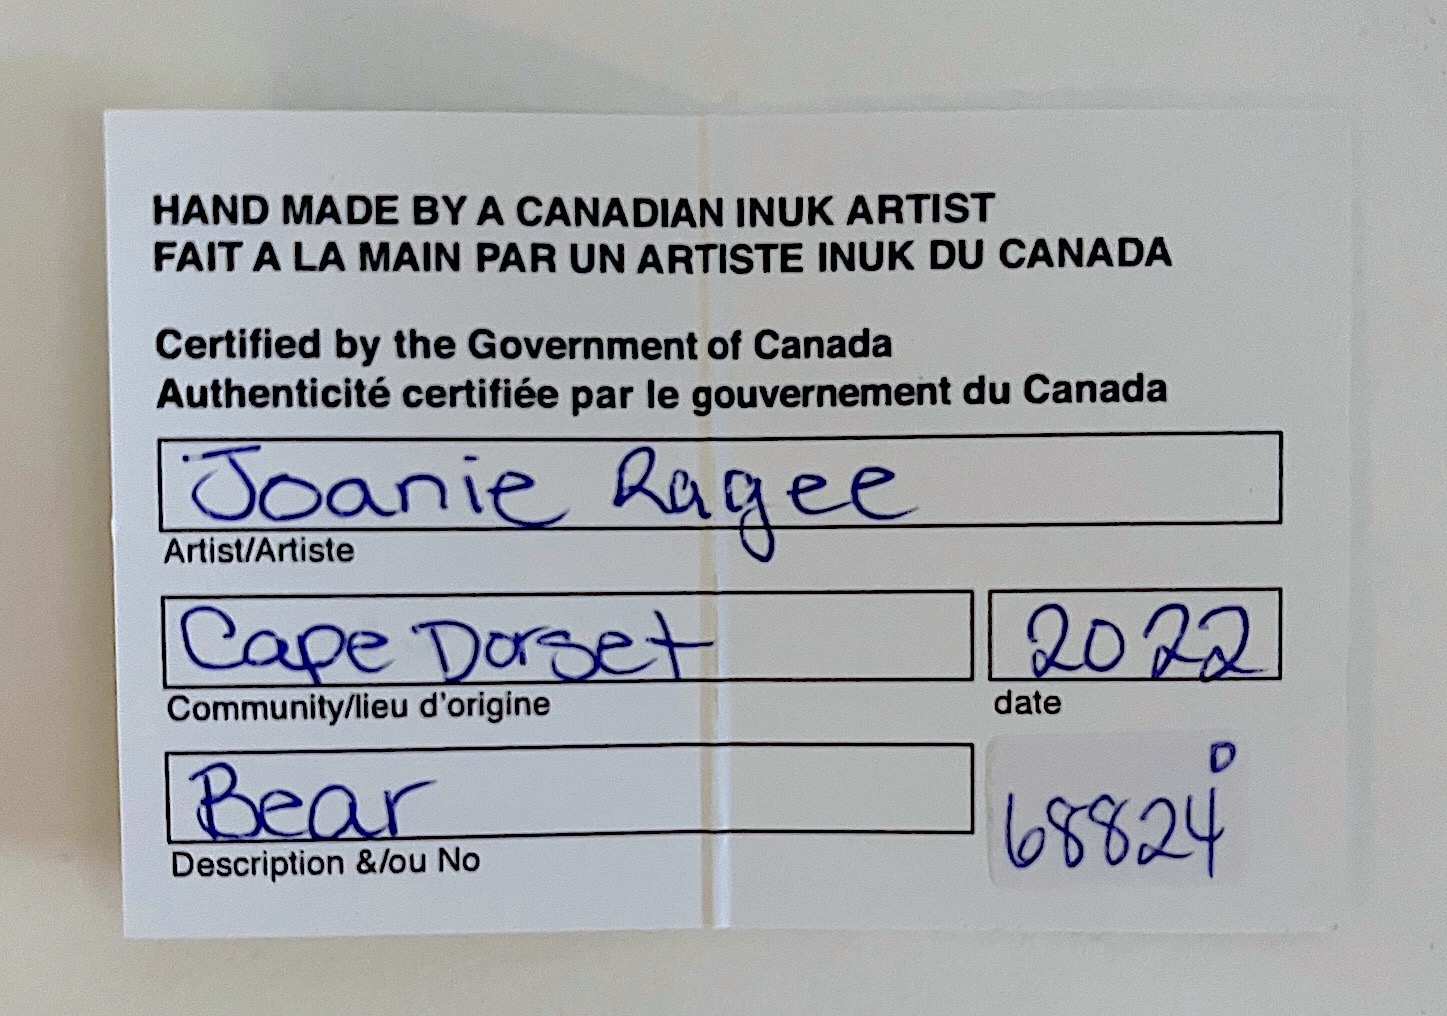 HAND MADE BY A CANADIAN INUK ARTIST
FAIT A LA MAIN PAR UN ARTISTE INUK DU CANADA
Certified by the Government of Canada
Authenticité certifiée par le gouvernement du Canada
Joanie Ragee
Artist/Artiste
Cape Dorset 2022
Community/lieu d'origine date
Bear
Description &/ou No
D
68824